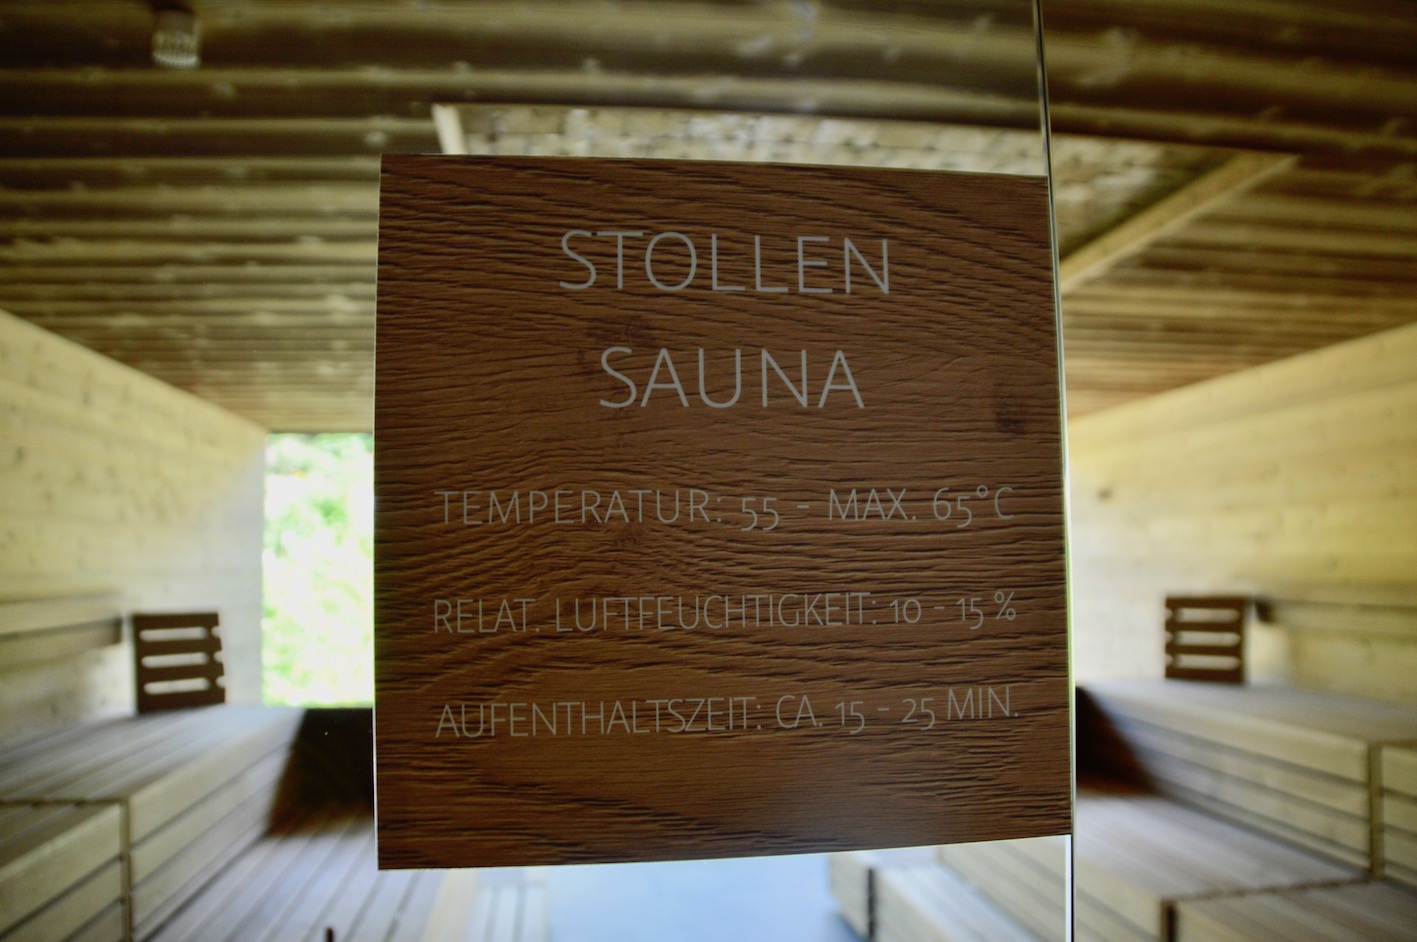 STOLLEN
SAUNA
TEMPERATUR: 55 - MAX. 65°C
RELAT. LUFTFEUCHTIGKEIT: 10 - 15 %
AUFENTHALTSZEIT: CA. 15 - 25 MIN.